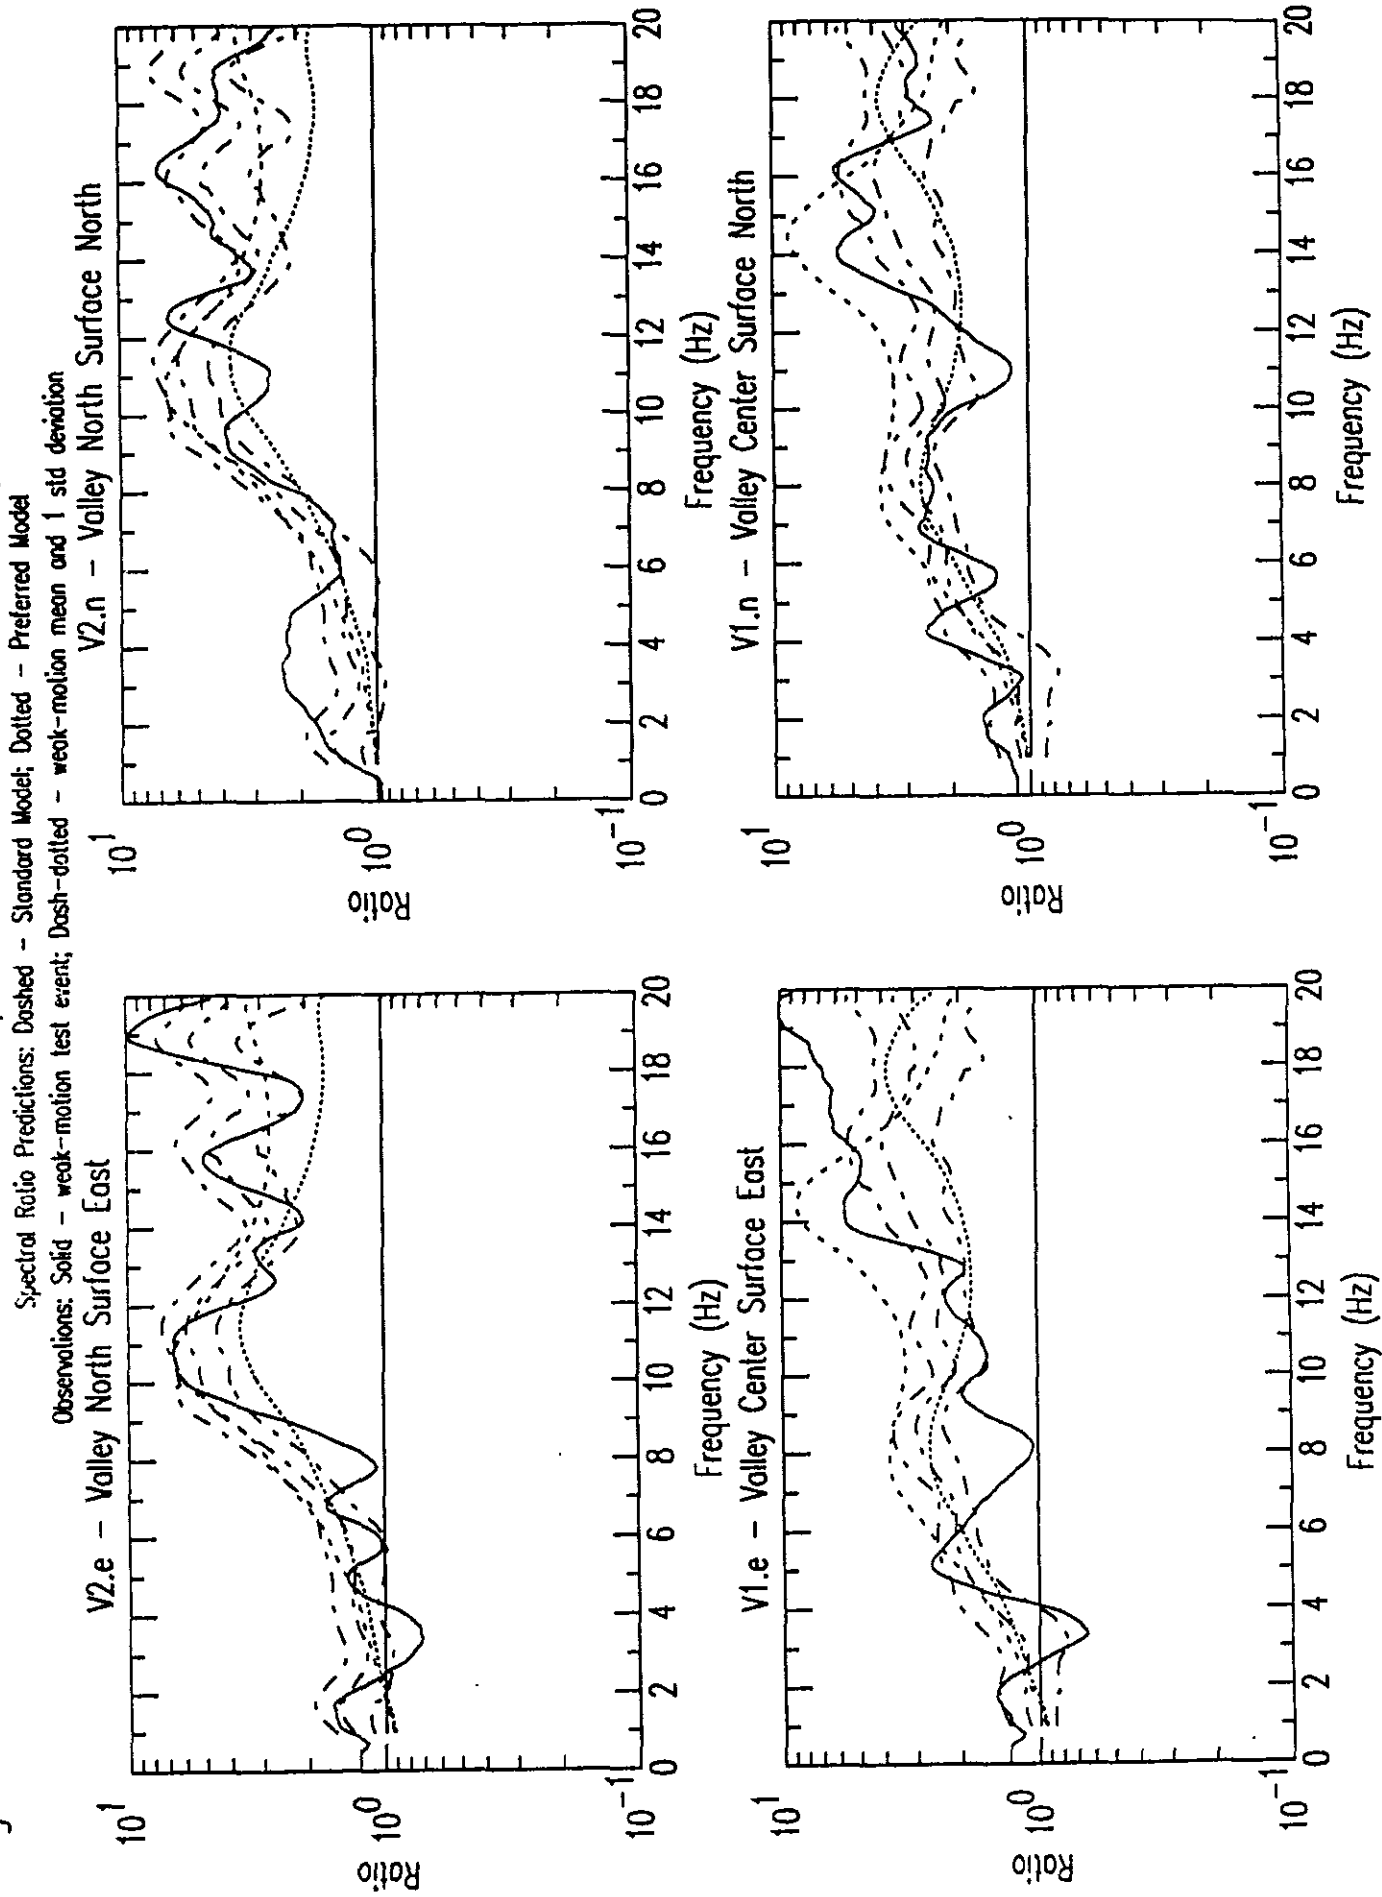 Spectral Ratio Predictions: Dashed - Standard Model; Dotted - Preferred Model
Observations: Solid - weak-motion test event; Dash-dotted - weak-motion mean and 1 std deviation
V2.e - Valley North Surface East
10^1
10^0
10^-1
Ratio
0 2 4 6 8 10 12 14 16 18 20
Frequency (Hz)
V2.n - Valley North Surface North
10^1
10^0
10^-1
Ratio
0 2 4 6 8 10 12 14 16 18 20
Frequency (Hz)
V1.e - Valley Center Surface East
10^1
10^0
10^-1
Ratio
0 2 4 6 8 10 12 14 16 18 20
Frequency (Hz)
V1.n - Valley Center Surface North
10^1
10^0
10^-1
Ratio
0 2 4 6 8 10 12 14 16 18 20
Frequency (Hz)